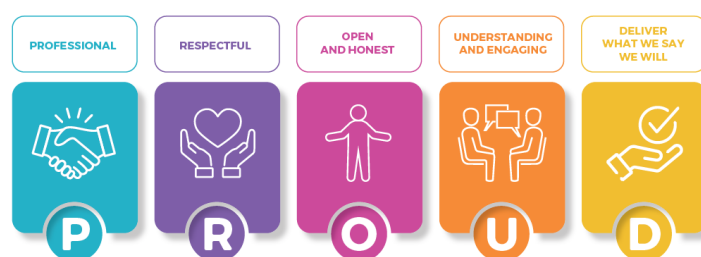 PROFESSIONAL
RESPECTFUL
OPEN
AND HONEST
UNDERSTANDING
AND ENGAGING
DELIVER
WHAT WE SAY
WE WILL
P
R
O
U
D